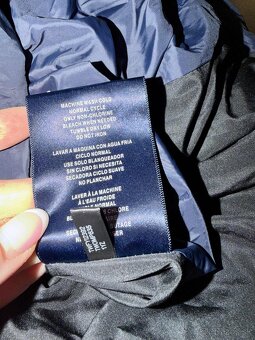 MACHINE WASH COLD
NORMAL CYCLE
ONLY NON-CHLORINE
BLEACH WHEN NEEDED
TUMBLE DRY LOW
DO NOT IRON
LAVAR A MAQUINA CON AGUA FRIA
CICLO NORMAL
USE SOLO BLANQUEADOR
SIN CLORO SI NECESITA
SECADORA CICLO SUAVE
NO PLANCHAR
LAVER À LA MACHINE
À L'EAU FROIDE
NORMAL
CHLORE